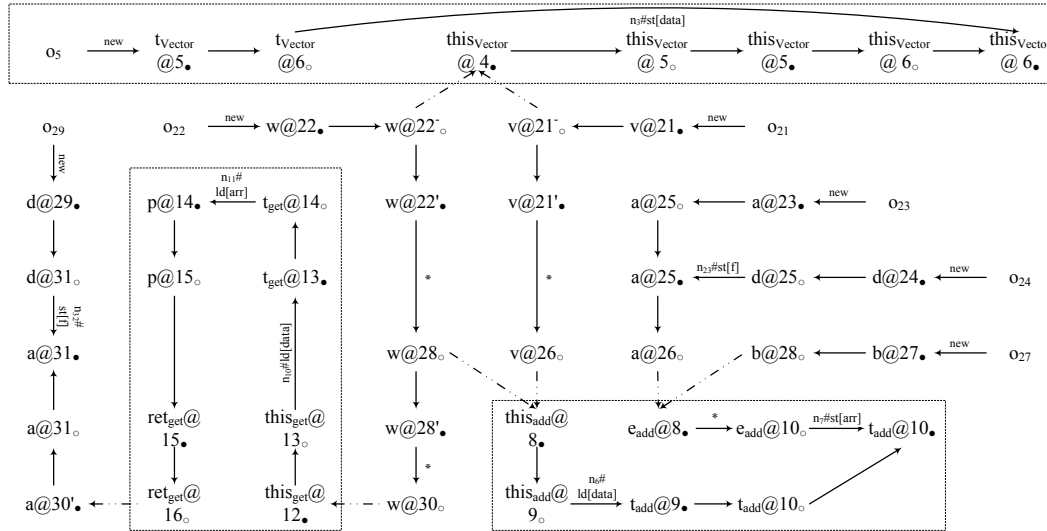 n₃#st[data]
o₅ new t_Vector @5● t_Vector @6○ this_Vector @ 4● this_Vector @ 5○ this_Vector @5● this_Vector @ 6○ this_Vector @ 6●
o₂₉ o₂₂ new w@22● w@22⁻○ v@21⁻○ v@21● new o₂₁
new
n₁₁#
ld[arr]
d@29● p@14● t_get@14○ w@22'● v@21'● a@25○ a@23● new o₂₃
d@31○ p@15○ t_get@13● * * a@25● n₂₃#st[f] d@25○ d@24● new o₂₄
n₃₂#
st[f]
n₁₀#ld[data]
a@31● w@28○ v@26○ a@26○ b@28○ b@27● new o₂₇
a@31○ ret_get@ 15● this_get@ 13○ w@28'● this_add@ 8● e_add@8● * e_add@10○ n₇#st[arr] t_add@10●
*
n₆#
ld[data]
a@30'● ret_get@ 16○ this_get@ 12● w@30○ this_add@ 9○ t_add@9● t_add@10○